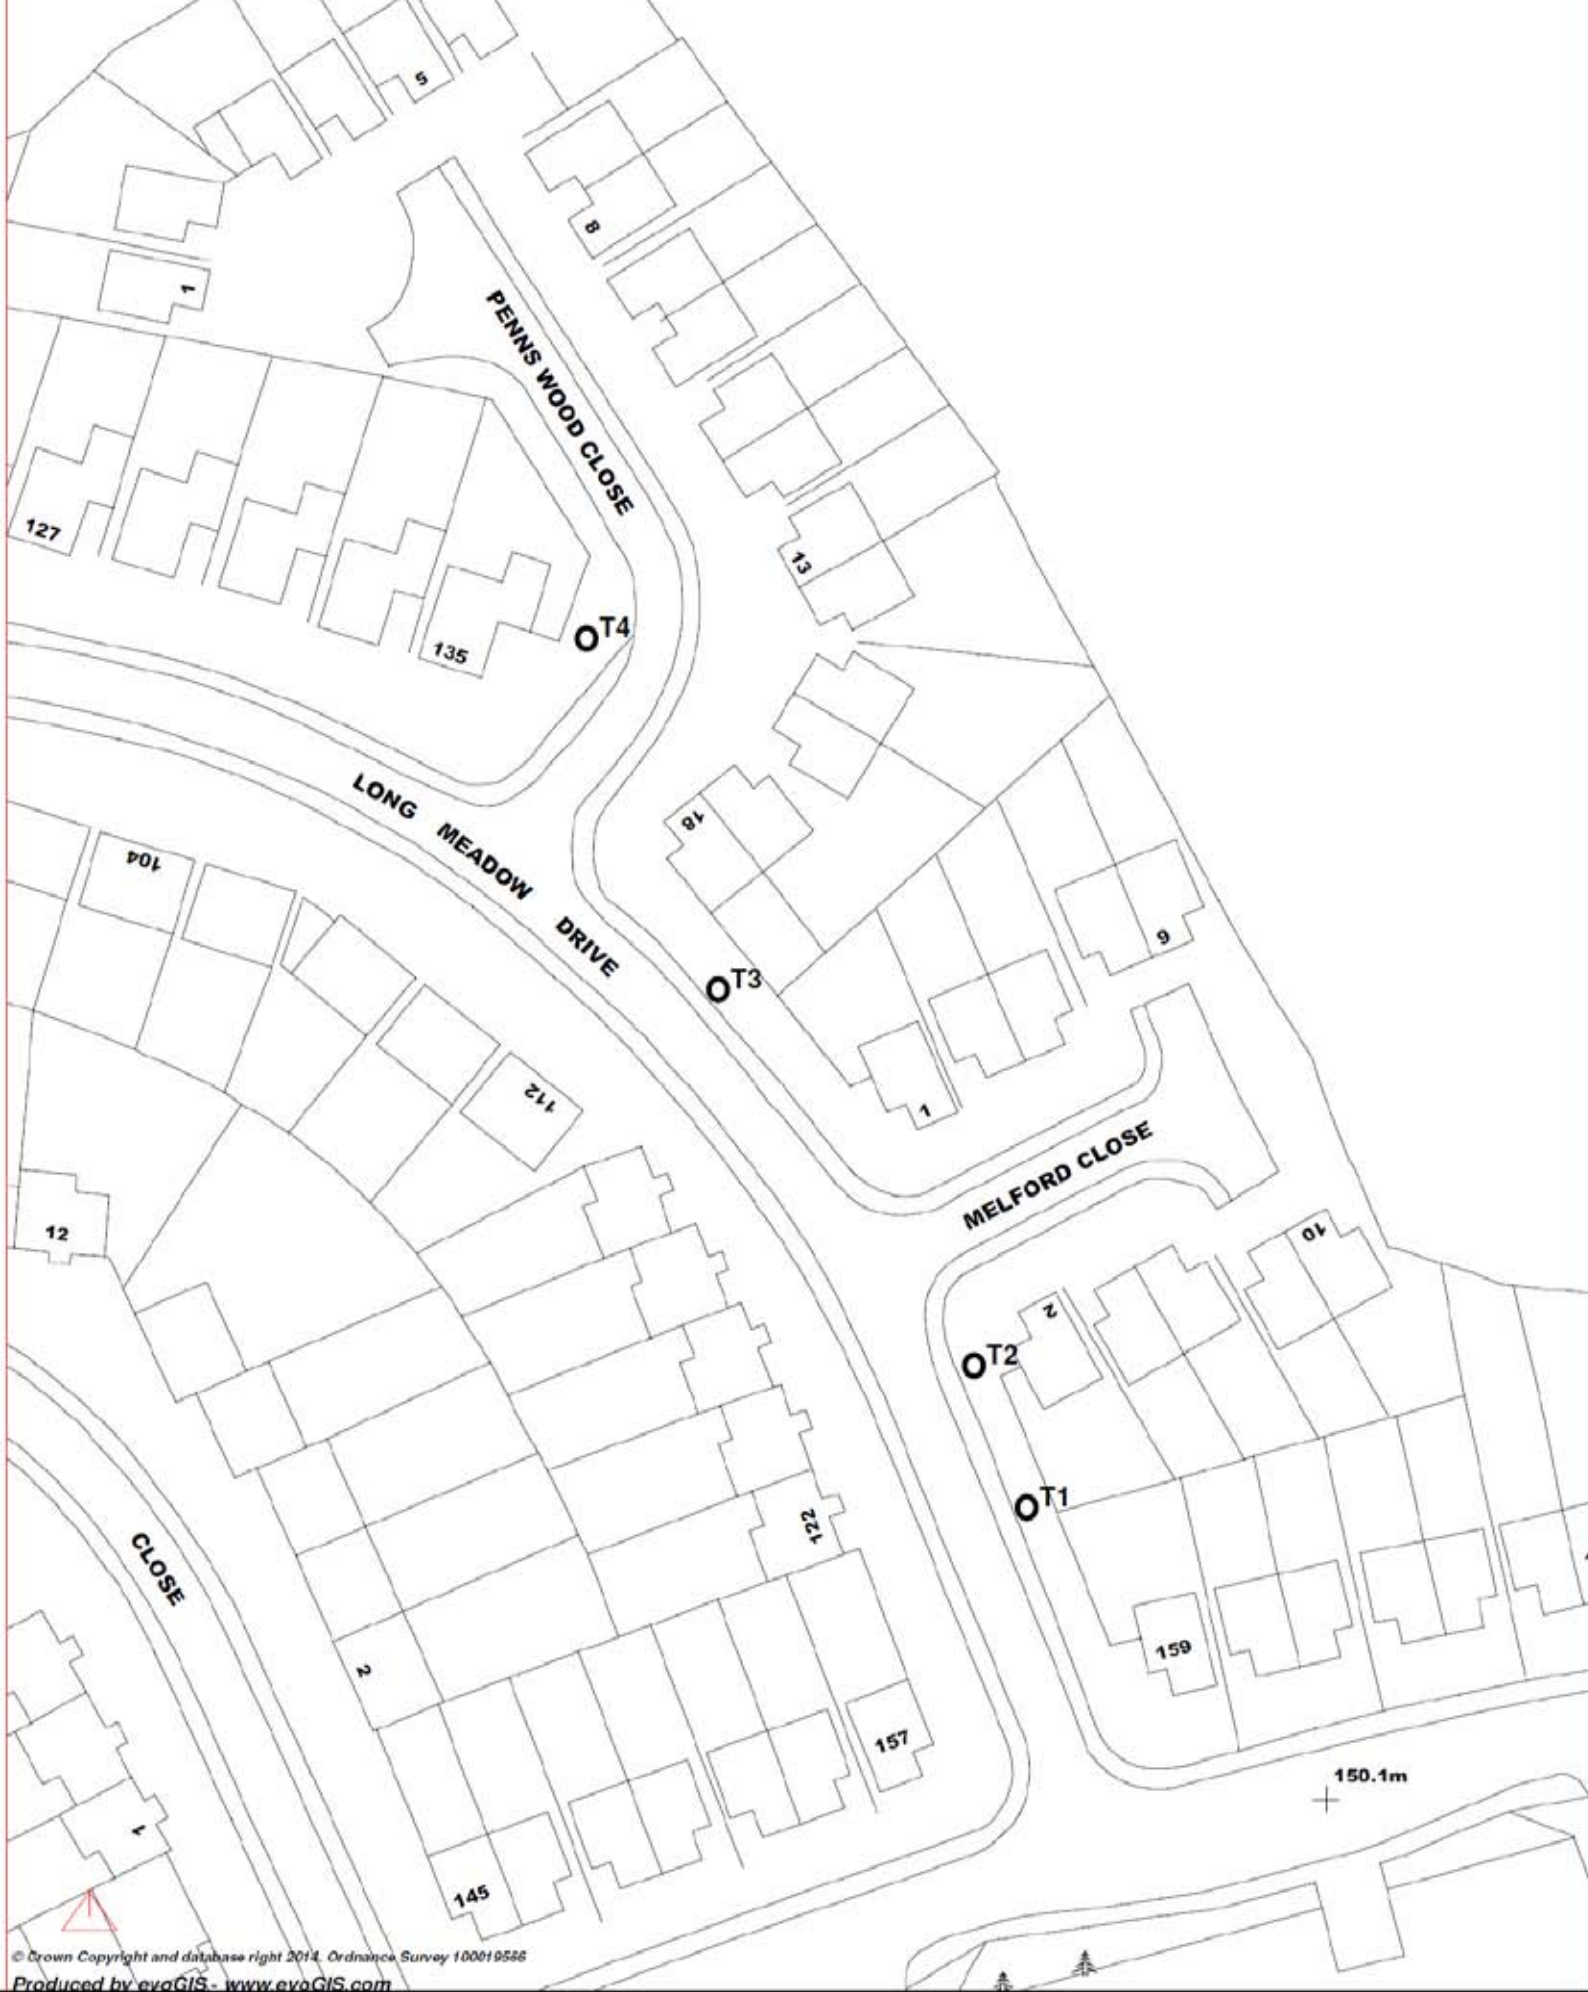 5
8
1
PENNS WOOD CLOSE
127
13
T4
135
LONG MEADOW DRIVE
18
104
9
T3
112
1
MELFORD CLOSE
12
10
2
T2
T1
122
CLOSE
159
2
157
150.1m
1
145
© Crown Copyright and database right 2014. Ordnance Survey 100019566
Produced by evoGIS - www.evoGIS.com